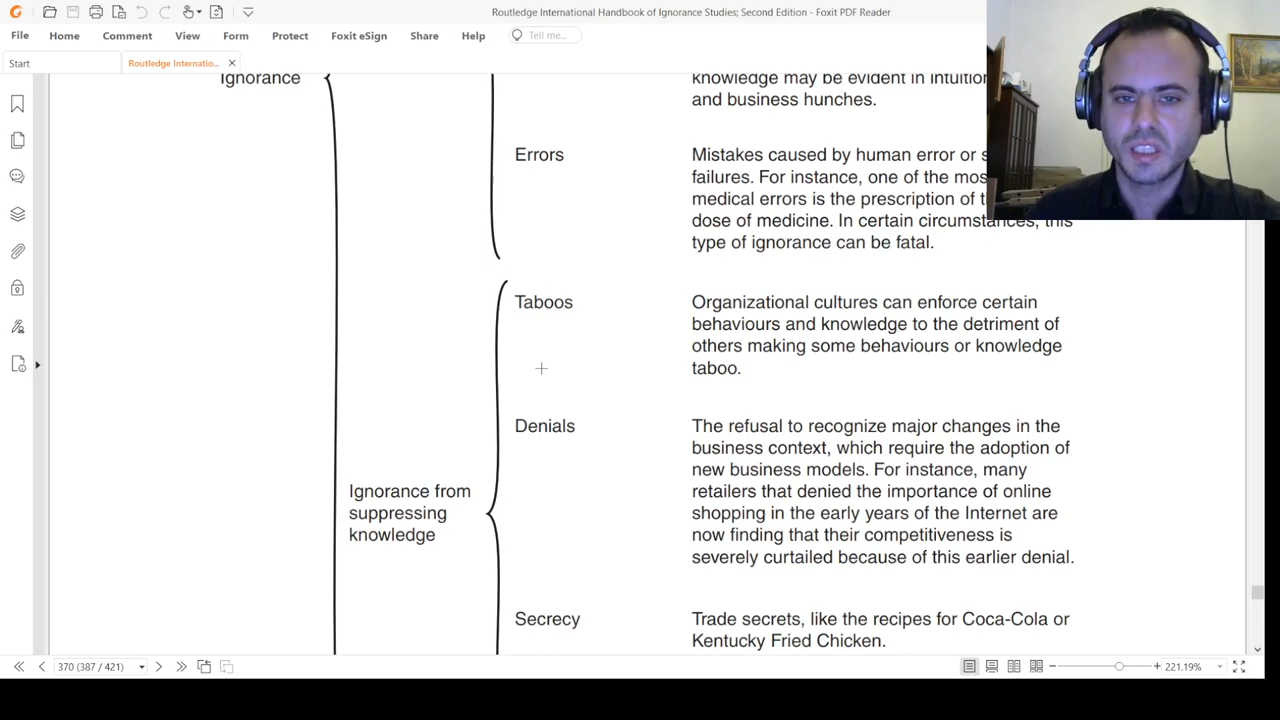 Routledge International Handbook of Ignorance Studies; Second Edition - Foxit PDF Reader
File Home Comment View Form Protect Foxit eSign Share Help Tell me...
Start Routledge Internatio...
Ignorance
knowledge may be evident in intuition
and business hunches.
Errors
Mistakes caused by human error or
failures. For instance, one of the
medical errors is the prescription of
dose of medicine. In certain circumstances, this
type of ignorance can be fatal.
Taboos
Organizational cultures can enforce certain
behaviours and knowledge to the detriment of
others making some behaviours or knowledge
taboo.
Denials
The refusal to recognize major changes in the
business context, which require the adoption of
new business models. For instance, many
retailers that denied the importance of online
shopping in the early years of the Internet are
now finding that their competitiveness is
severely curtailed because of this earlier denial.
Ignorance from
suppressing
knowledge
Secrecy
Trade secrets, like the recipes for Coca-Cola or
Kentucky Fried Chicken.
370 (387 / 421)
221.19%